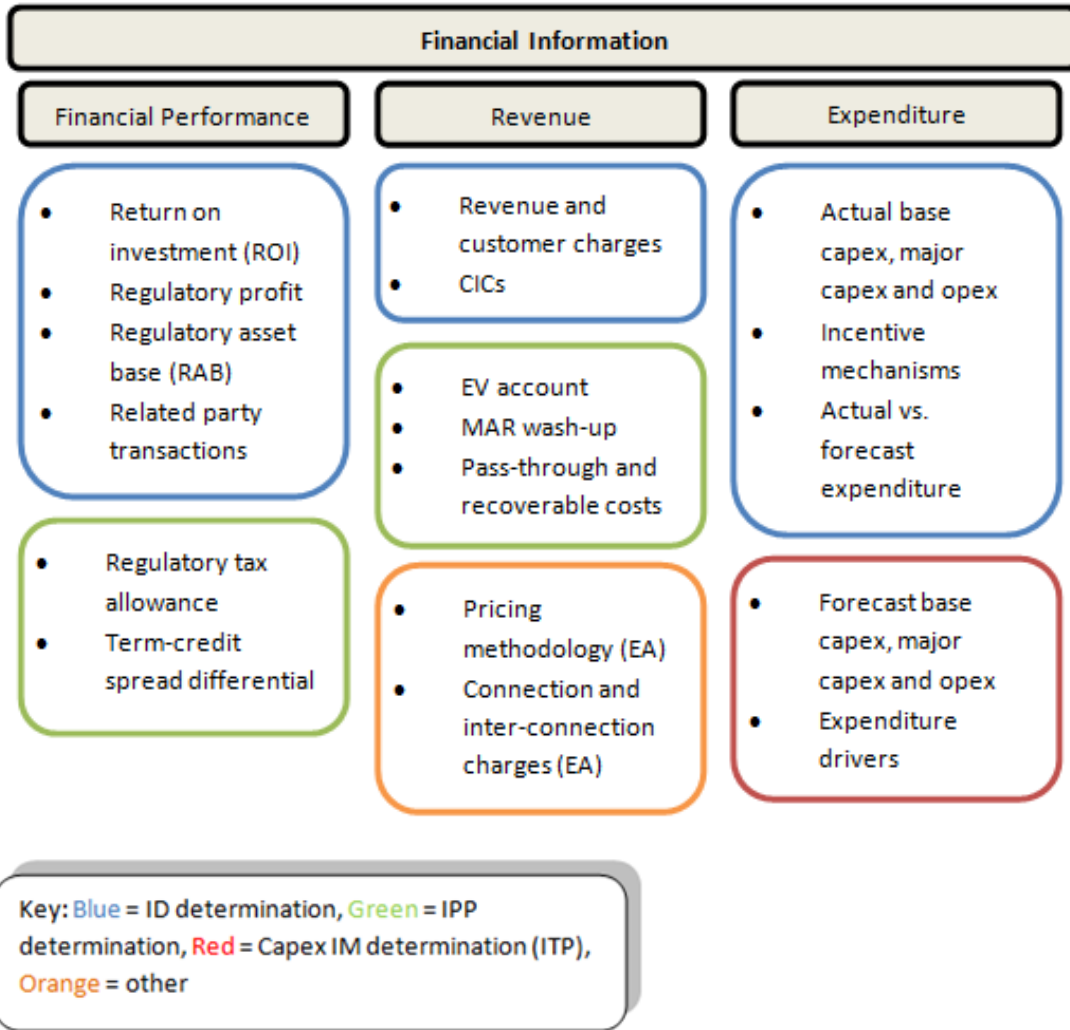 Financial Information
Financial Performance
• Return on
investment (ROI)
• Regulatory profit
• Regulatory asset
base (RAB)
• Related party
transactions
• Regulatory tax
allowance
• Term-credit
spread differential
Revenue
• Revenue and
customer charges
• CICs
• EV account
• MAR wash-up
• Pass-through and
recoverable costs
• Pricing
methodology (EA)
• Connection and
inter-connection
charges (EA)
Expenditure
• Actual base
capex, major
capex and opex
• Incentive
mechanisms
• Actual vs.
forecast
expenditure
• Forecast base
capex, major
capex and opex
• Expenditure
drivers
Key: Blue = ID determination, Green = IPP
determination, Red = Capex IM determination (ITP),
Orange = other